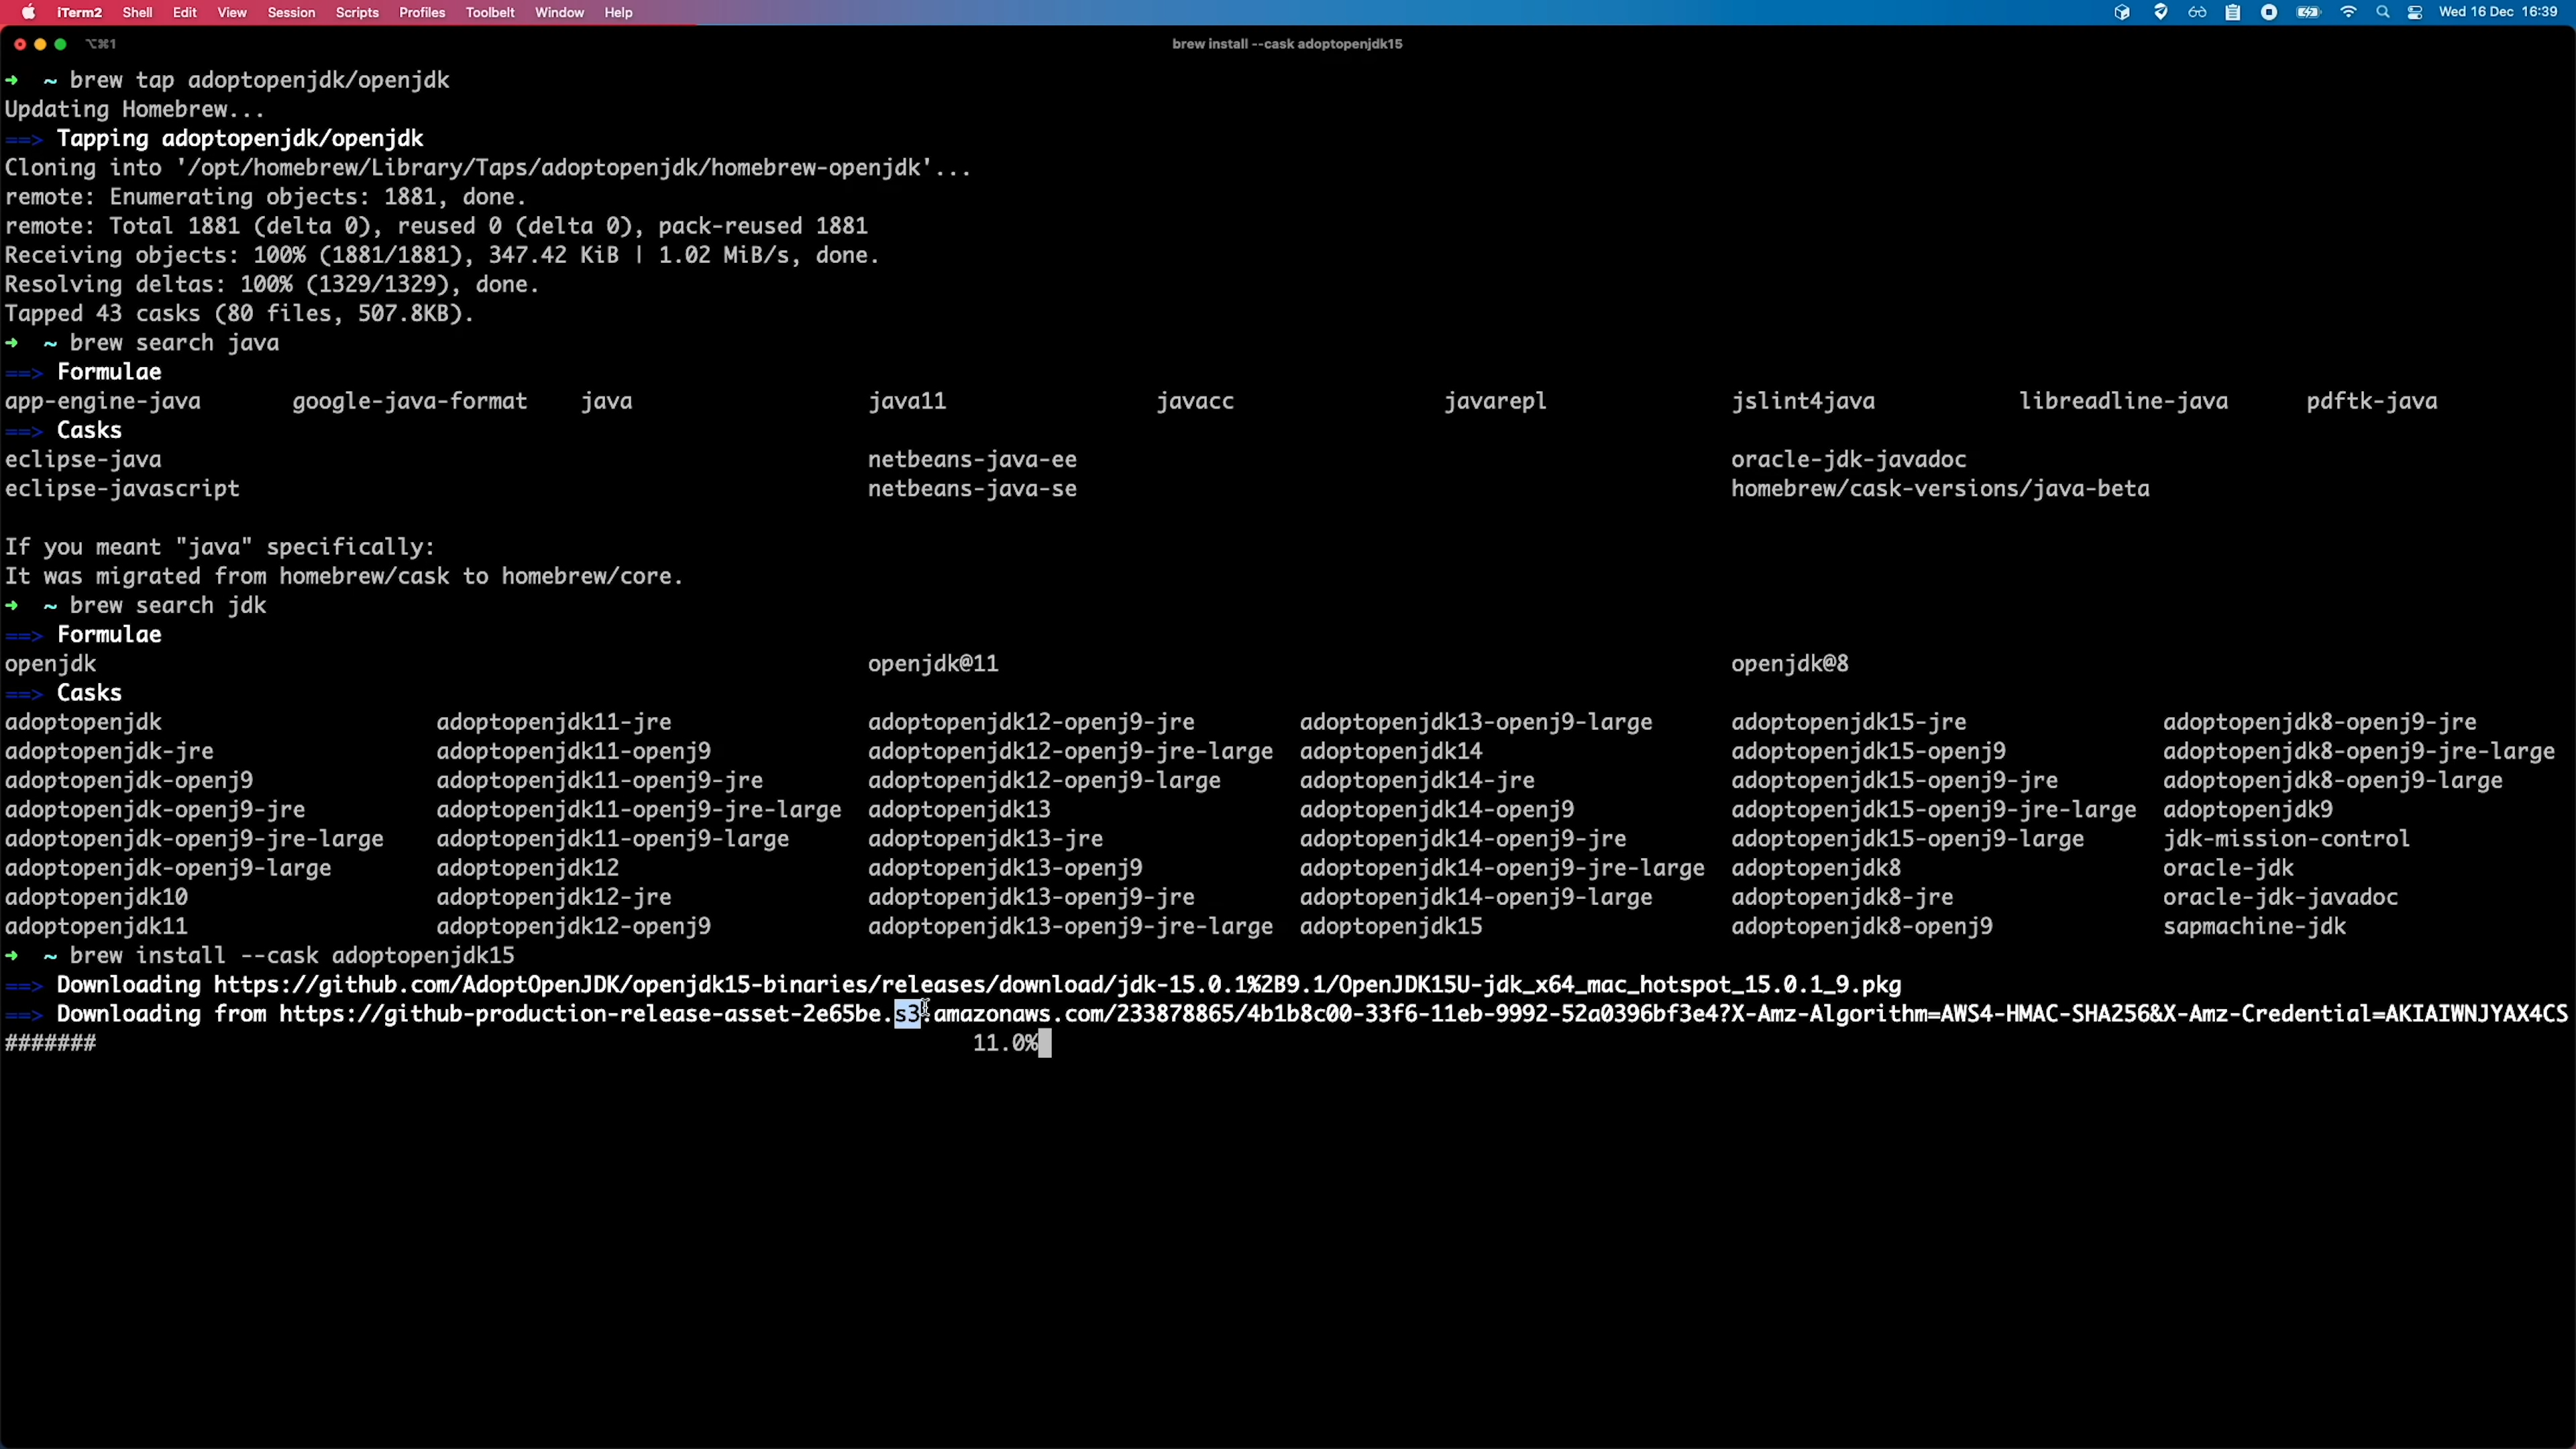 iTerm2 Shell Edit View Session Scripts Profiles Toolbelt Window Help Wed 16 Dec 16:39
⌥⌘1 brew install --cask adoptopenjdk15
➜ ~ brew tap adoptopenjdk/openjdk
Updating Homebrew...
==> Tapping adoptopenjdk/openjdk
Cloning into '/opt/homebrew/Library/Taps/adoptopenjdk/homebrew-openjdk'...
remote: Enumerating objects: 1881, done.
remote: Total 1881 (delta 0), reused 0 (delta 0), pack-reused 1881
Receiving objects: 100% (1881/1881), 347.42 KiB | 1.02 MiB/s, done.
Resolving deltas: 100% (1329/1329), done.
Tapped 43 casks (80 files, 507.8KB).
➜ ~ brew search java
==> Formulae
app-engine-java google-java-format java java11 javacc javarepl jslint4java libreadline-java pdftk-java
==> Casks
eclipse-java netbeans-java-ee oracle-jdk-javadoc
eclipse-javascript netbeans-java-se homebrew/cask-versions/java-beta
If you meant "java" specifically:
It was migrated from homebrew/cask to homebrew/core.
➜ ~ brew search jdk
==> Formulae
openjdk openjdk@11 openjdk@8
==> Casks
adoptopenjdk adoptopenjdk11-jre adoptopenjdk12-openj9-jre adoptopenjdk13-openj9-large adoptopenjdk15-jre adoptopenjdk8-openj9-jre
adoptopenjdk-jre adoptopenjdk11-openj9 adoptopenjdk12-openj9-jre-large adoptopenjdk14 adoptopenjdk15-openj9 adoptopenjdk8-openj9-jre-large
adoptopenjdk-openj9 adoptopenjdk11-openj9-jre adoptopenjdk12-openj9-large adoptopenjdk14-jre adoptopenjdk15-openj9-jre adoptopenjdk8-openj9-large
adoptopenjdk-openj9-jre adoptopenjdk11-openj9-jre-large adoptopenjdk13 adoptopenjdk14-openj9 adoptopenjdk15-openj9-jre-large adoptopenjdk9
adoptopenjdk-openj9-jre-large adoptopenjdk11-openj9-large adoptopenjdk13-jre adoptopenjdk14-openj9-jre adoptopenjdk15-openj9-large jdk-mission-control
adoptopenjdk-openj9-large adoptopenjdk12 adoptopenjdk13-openj9 adoptopenjdk14-openj9-jre-large adoptopenjdk8 oracle-jdk
adoptopenjdk10 adoptopenjdk12-jre adoptopenjdk13-openj9-jre adoptopenjdk14-openj9-large adoptopenjdk8-jre oracle-jdk-javadoc
adoptopenjdk11 adoptopenjdk12-openj9 adoptopenjdk13-openj9-jre-large adoptopenjdk15 adoptopenjdk8-openj9 sapmachine-jdk
➜ ~ brew install --cask adoptopenjdk15
==> Downloading https://github.com/AdoptOpenJDK/openjdk15-binaries/releases/download/jdk-15.0.1%2B9.1/OpenJDK15U-jdk_x64_mac_hotspot_15.0.1_9.pkg
==> Downloading from https://github-production-release-asset-2e65be.s3.amazonaws.com/233878865/4b1b8c00-33f6-11eb-9992-52a0396bf3e4?X-Amz-Algorithm=AWS4-HMAC-SHA256&X-Amz-Credential=AKIAIWNJYAX4CS
####### 11.0%